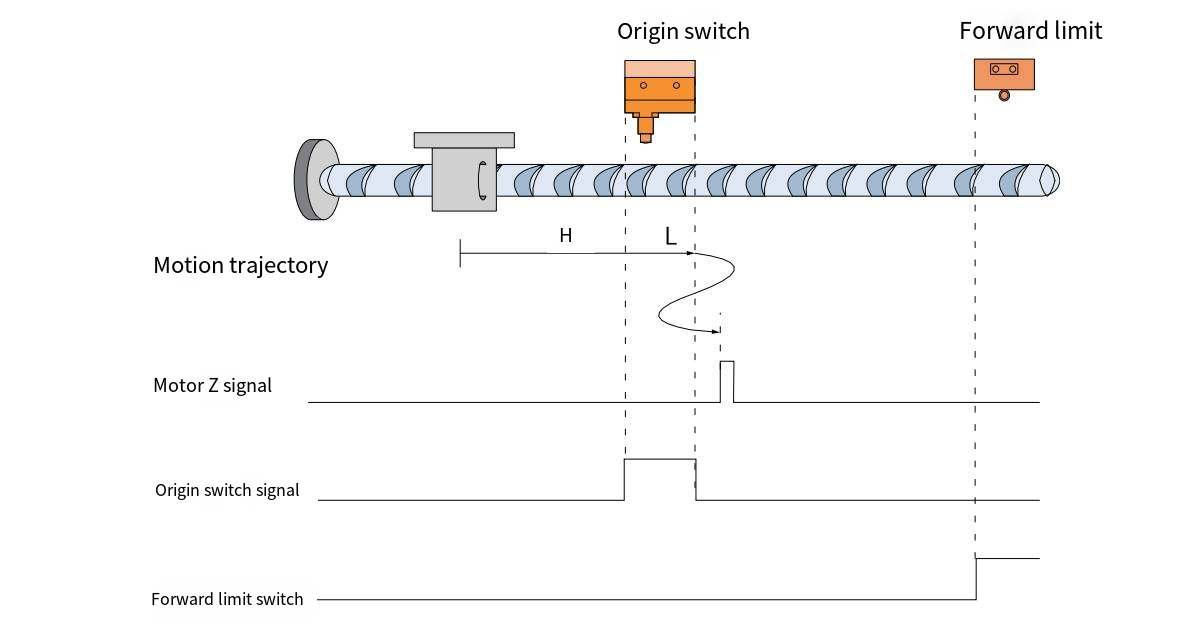 Origin switch
Forward limit
H
L
Motion trajectory
Motor Z signal
Origin switch signal
Forward limit switch